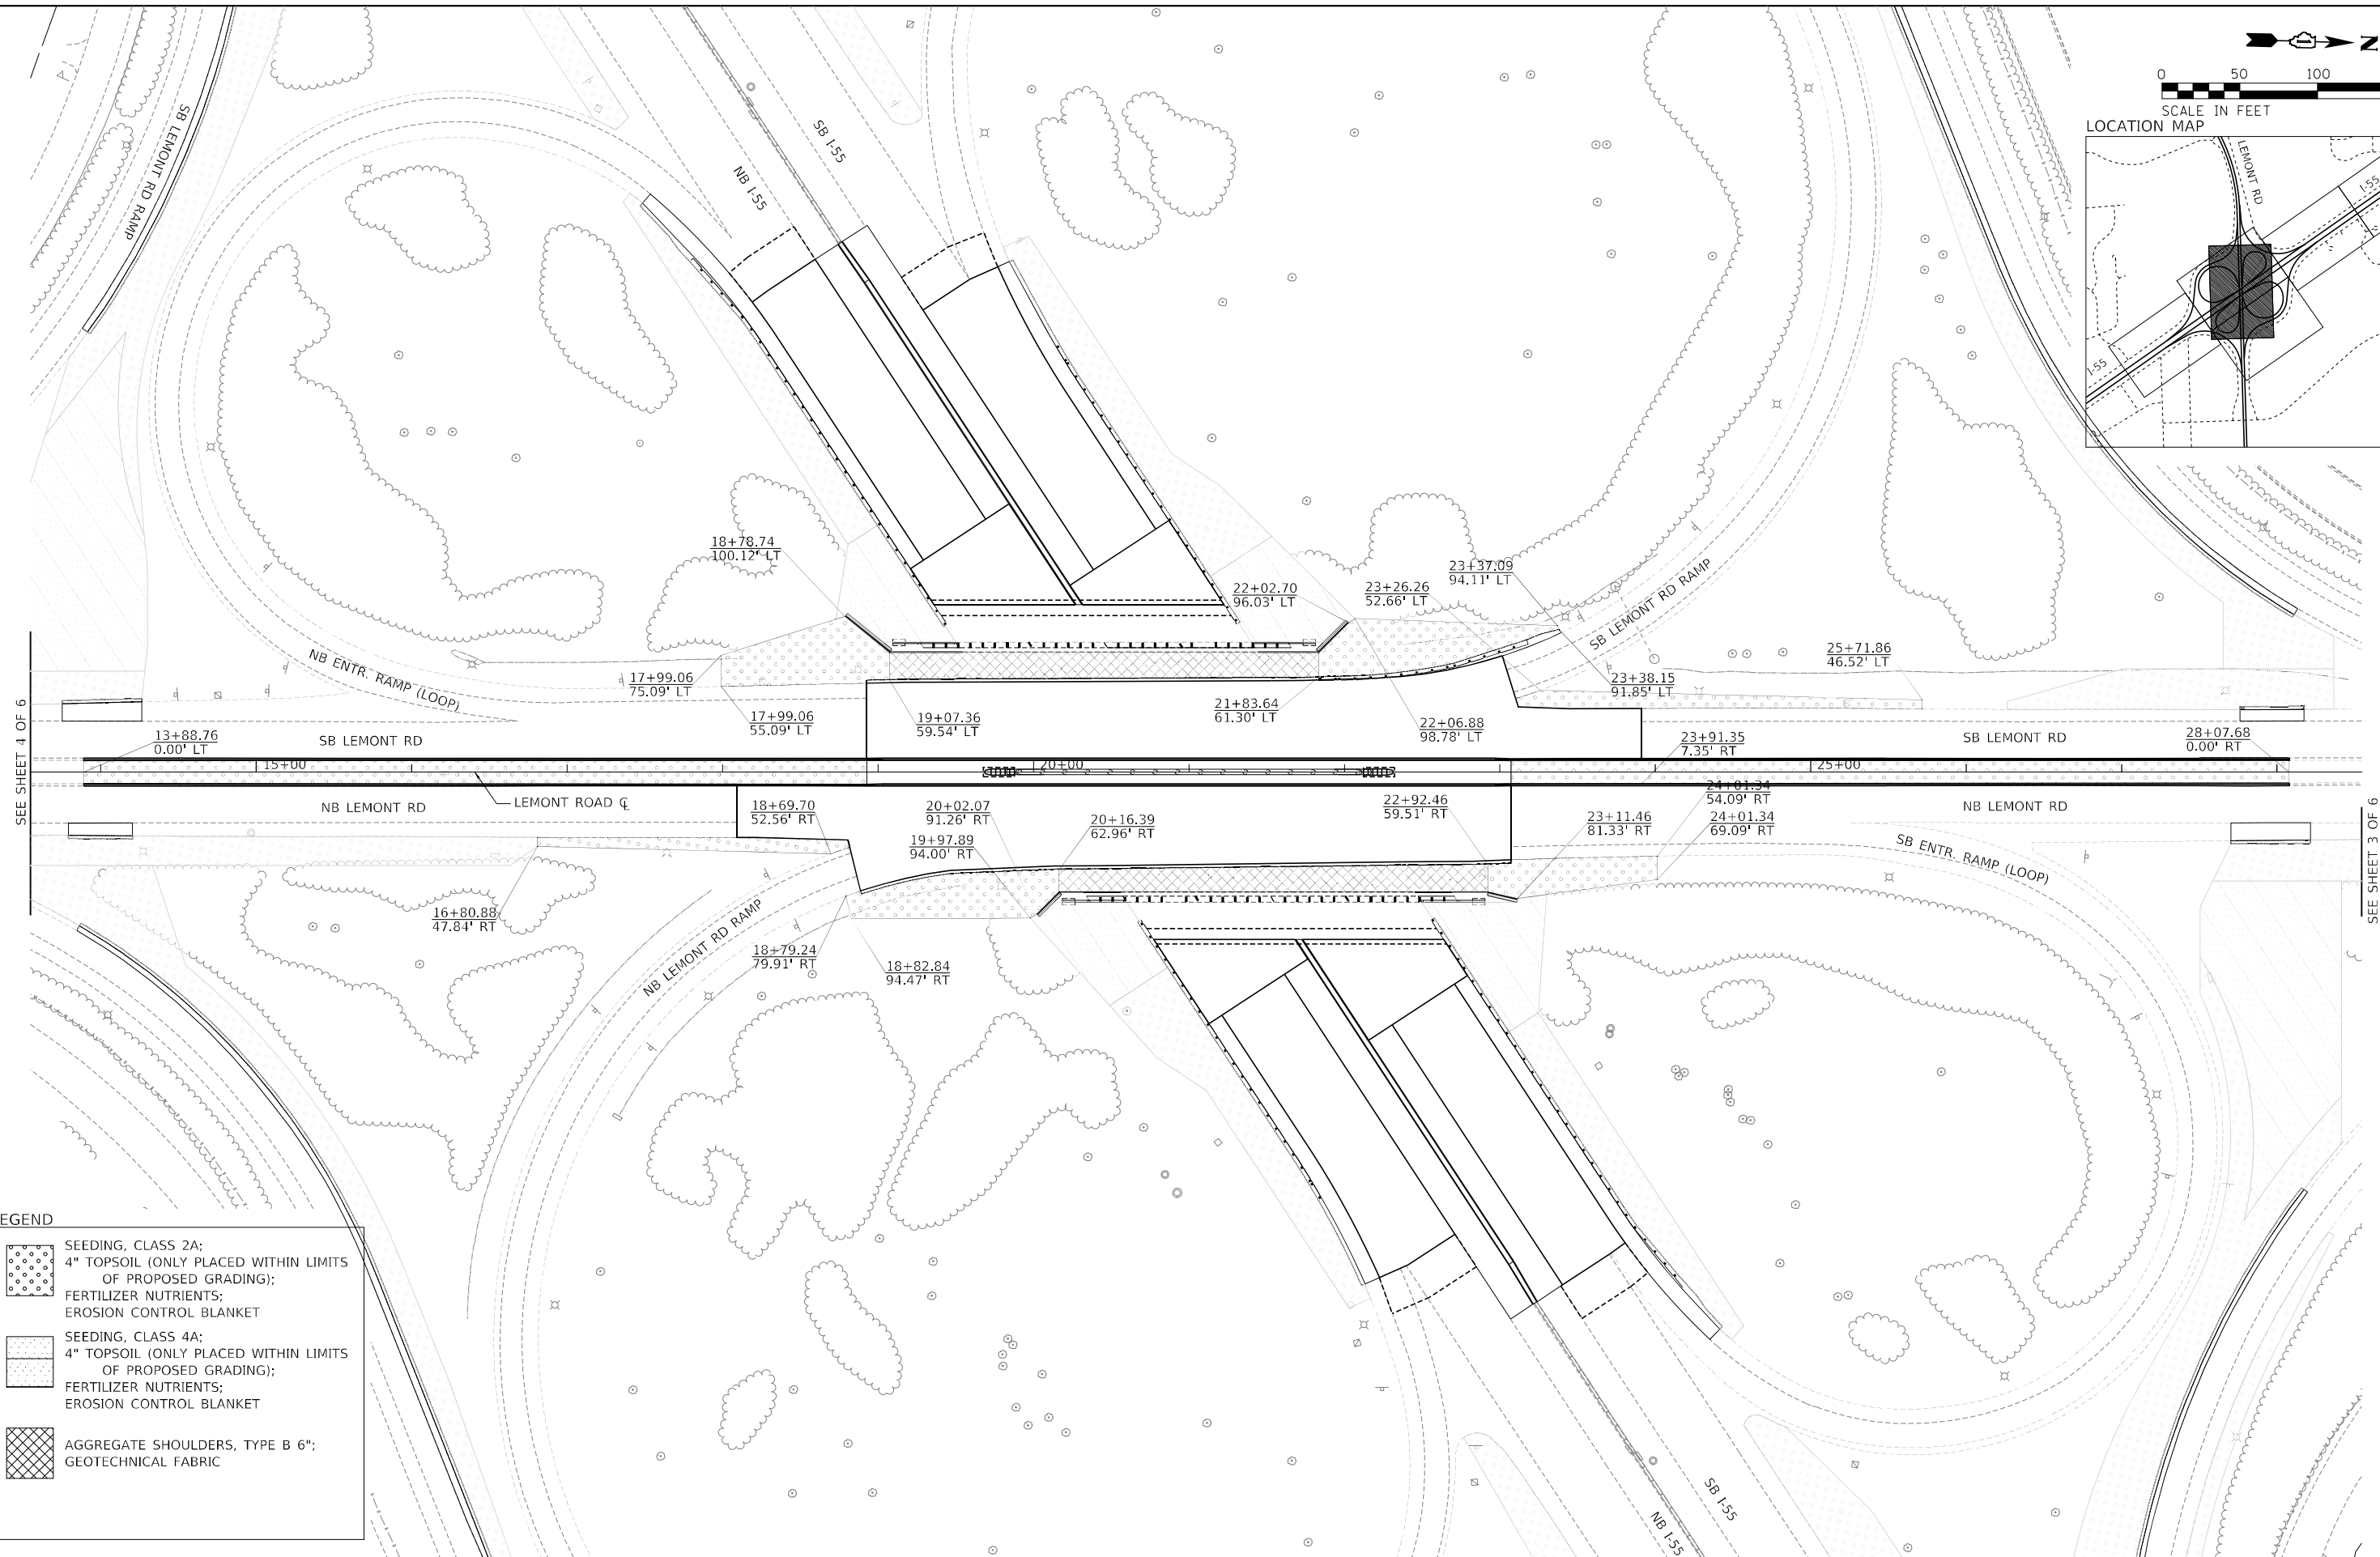 N
0 50 100
SCALE IN FEET
LOCATION MAP
LEMONT RD
I-55
I-55
SB LEMONT RD RAMP
SB I-55
NB I-55
18+78.74
100.12' LT
22+02.70
96.03' LT
23+26.26
52.66' LT
23+37.09
94.11' LT
SB LEMONT RD RAMP
25+71.86
46.52' LT
NB ENTR. RAMP (LOOP)
17+99.06
75.09' LT
23+38.15
91.85' LT
17+99.06
55.09' LT
19+07.36
59.54' LT
21+83.64
61.30' LT
22+06.88
98.78' LT
SEE SHEET 4 OF 6
13+88.76
0.00' LT
SB LEMONT RD
23+91.35
7.35' RT
SB LEMONT RD
28+07.68
0.00' RT
15+00
20+00
25+00
NB LEMONT RD
LEMONT ROAD ℄
18+69.70
52.56' RT
20+02.07
91.26' RT
20+16.39
62.96' RT
22+92.46
59.51' RT
24+01.34
54.09' RT
NB LEMONT RD
19+97.89
94.00' RT
23+11.46
81.33' RT
24+01.34
69.09' RT
SB ENTR. RAMP (LOOP)
SEE SHEET 3 OF 6
16+80.88
47.84' RT
NB LEMONT RD RAMP
18+79.24
79.91' RT
18+82.84
94.47' RT
EGEND
SEEDING, CLASS 2A;
4" TOPSOIL (ONLY PLACED WITHIN LIMITS
OF PROPOSED GRADING);
FERTILIZER NUTRIENTS;
EROSION CONTROL BLANKET
SEEDING, CLASS 4A;
4" TOPSOIL (ONLY PLACED WITHIN LIMITS
OF PROPOSED GRADING);
FERTILIZER NUTRIENTS;
EROSION CONTROL BLANKET
AGGREGATE SHOULDERS, TYPE B 6";
GEOTECHNICAL FABRIC
SB I-55
NB I-55